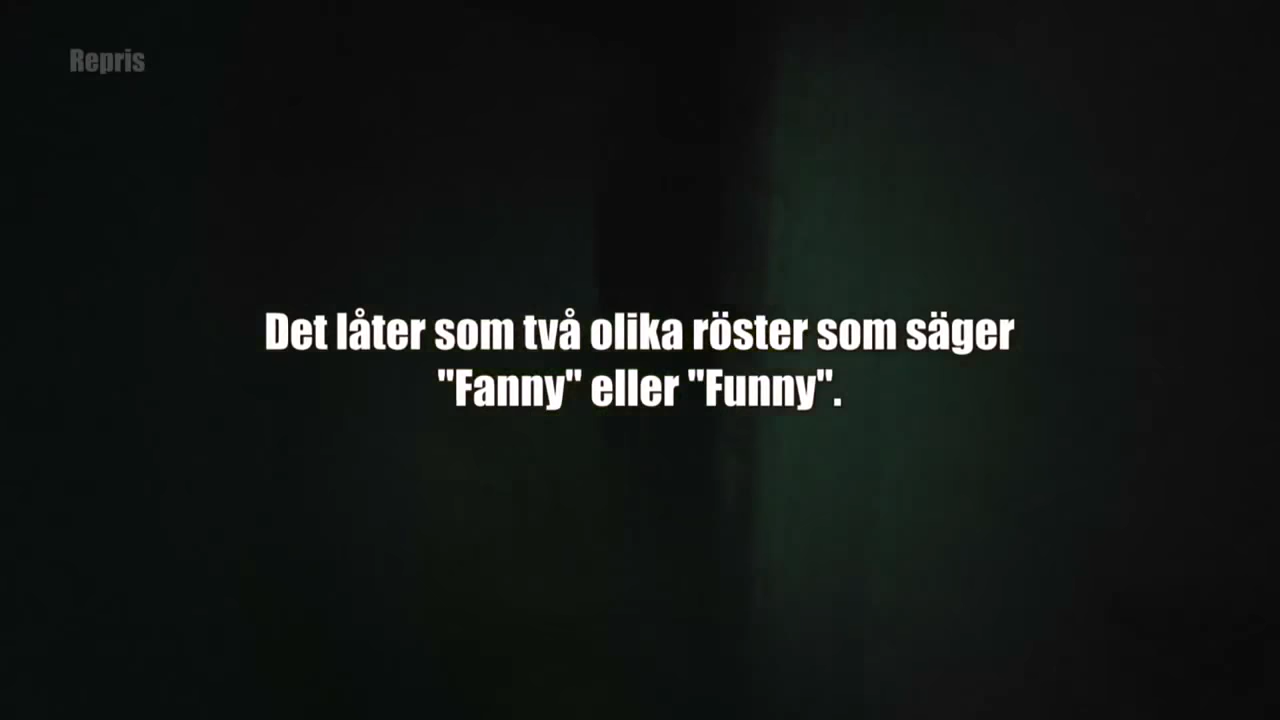 Repris
Det låter som två olika röster som säger
"Fanny" eller "Funny".